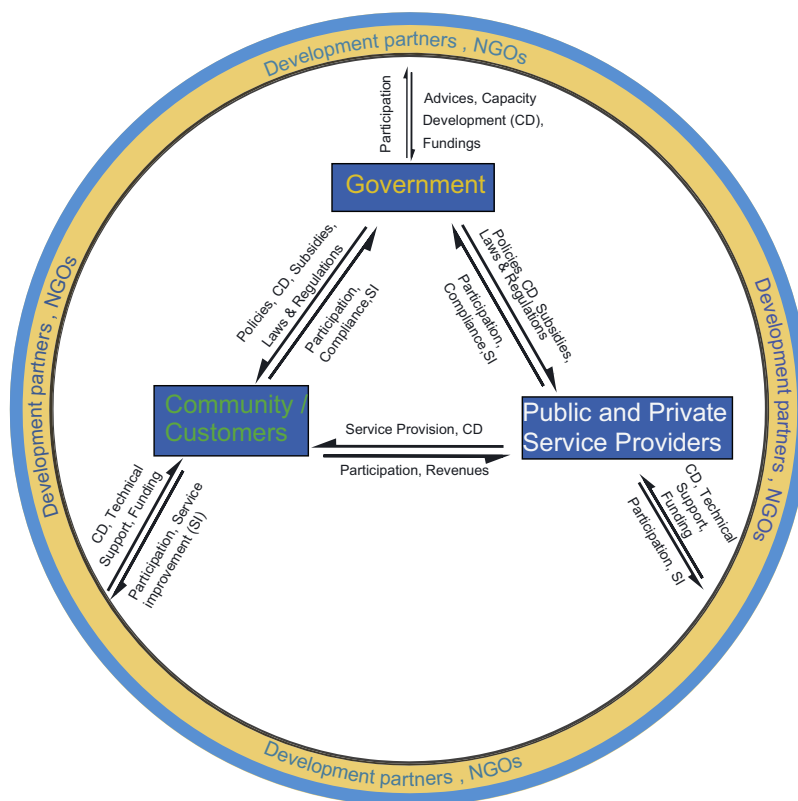 Development partners , NGOs
Participation
Advices, Capacity
Development (CD),
Fundings
Government
Policies, CD, Subsidies,
Laws & Regulations
Participation,
Compliance,SI
Policies, CD, Subsidies,
Laws & Regulations
Participation,
Compliance,SI
Development partners , NGOs
Development partners , NGOs
Community /
Customers
Service Provision, CD
Participation, Revenues
Public and Private
Service Providers
CD, Technical
Support, Funding
Participation, Service
improvement (SI)
CD, Technical
Support,
Funding
Participation, SI
Development partners , NGOs